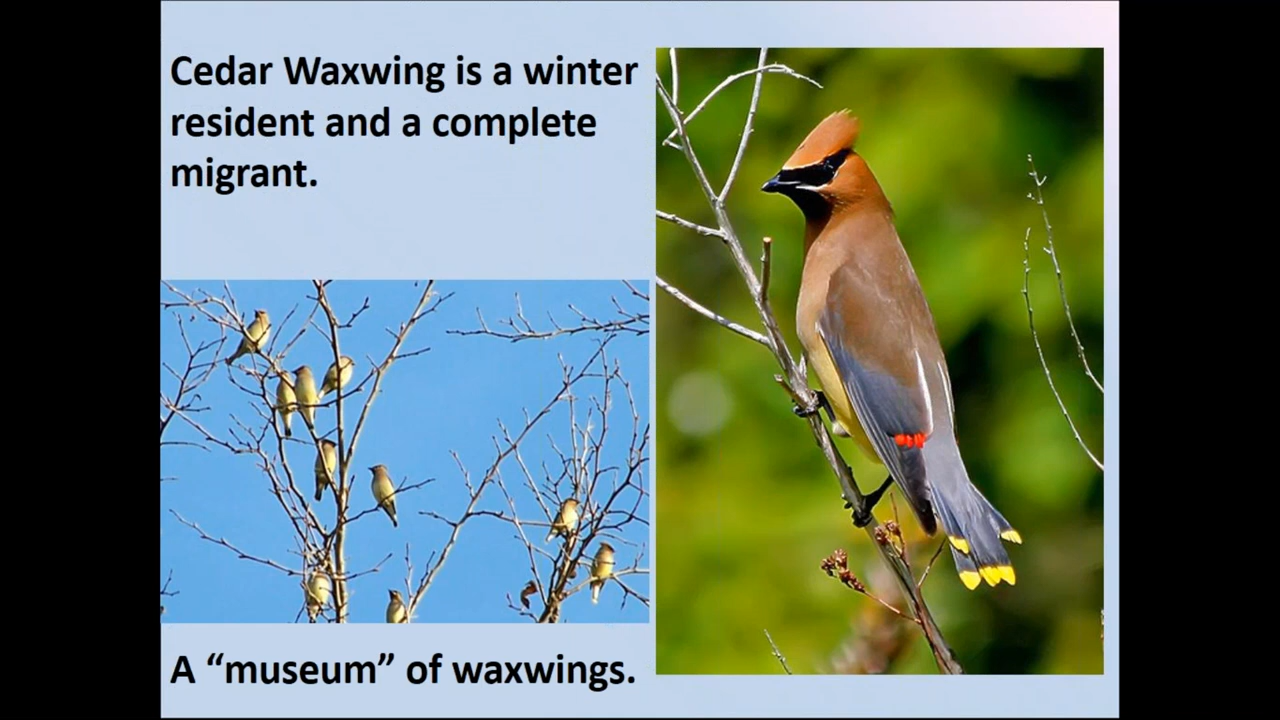 Cedar Waxwing is a winter
resident and a complete
migrant.
A “museum” of waxwings.